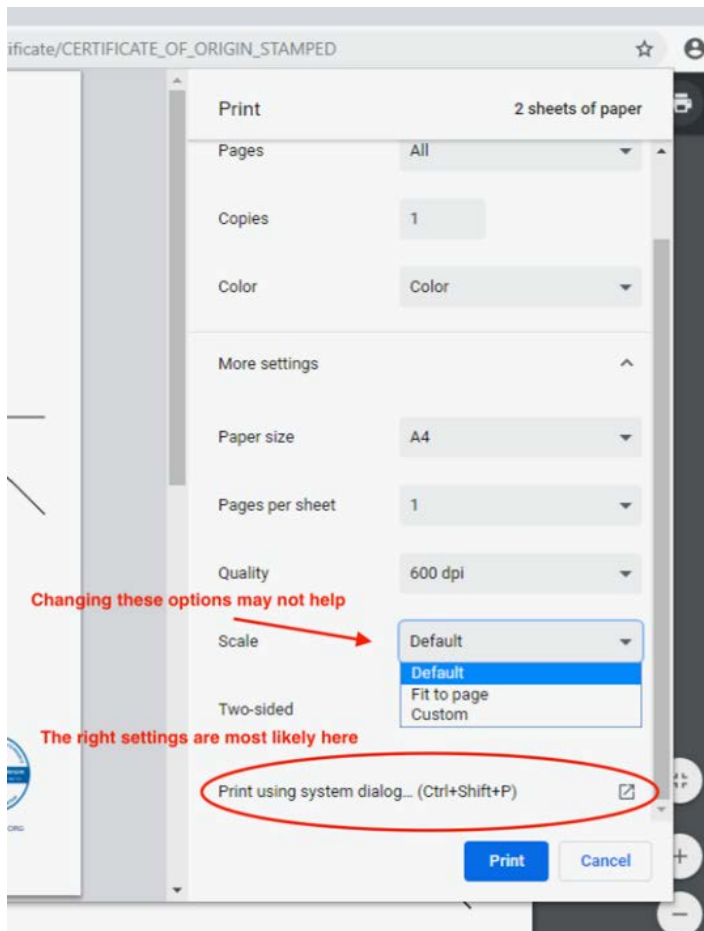 ificate/CERTIFICATE_OF_ORIGIN_STAMPED
Print 2 sheets of paper
Pages All
Copies 1
Color Color
More settings
Paper size A4
Pages per sheet 1
Quality 600 dpi
Changing these options may not help
Scale Default
Default
Fit to page
Two-sided
Custom
The right settings are most likely here
Print using system dialog... (Ctrl+Shift+P)
ORG
Print Cancel